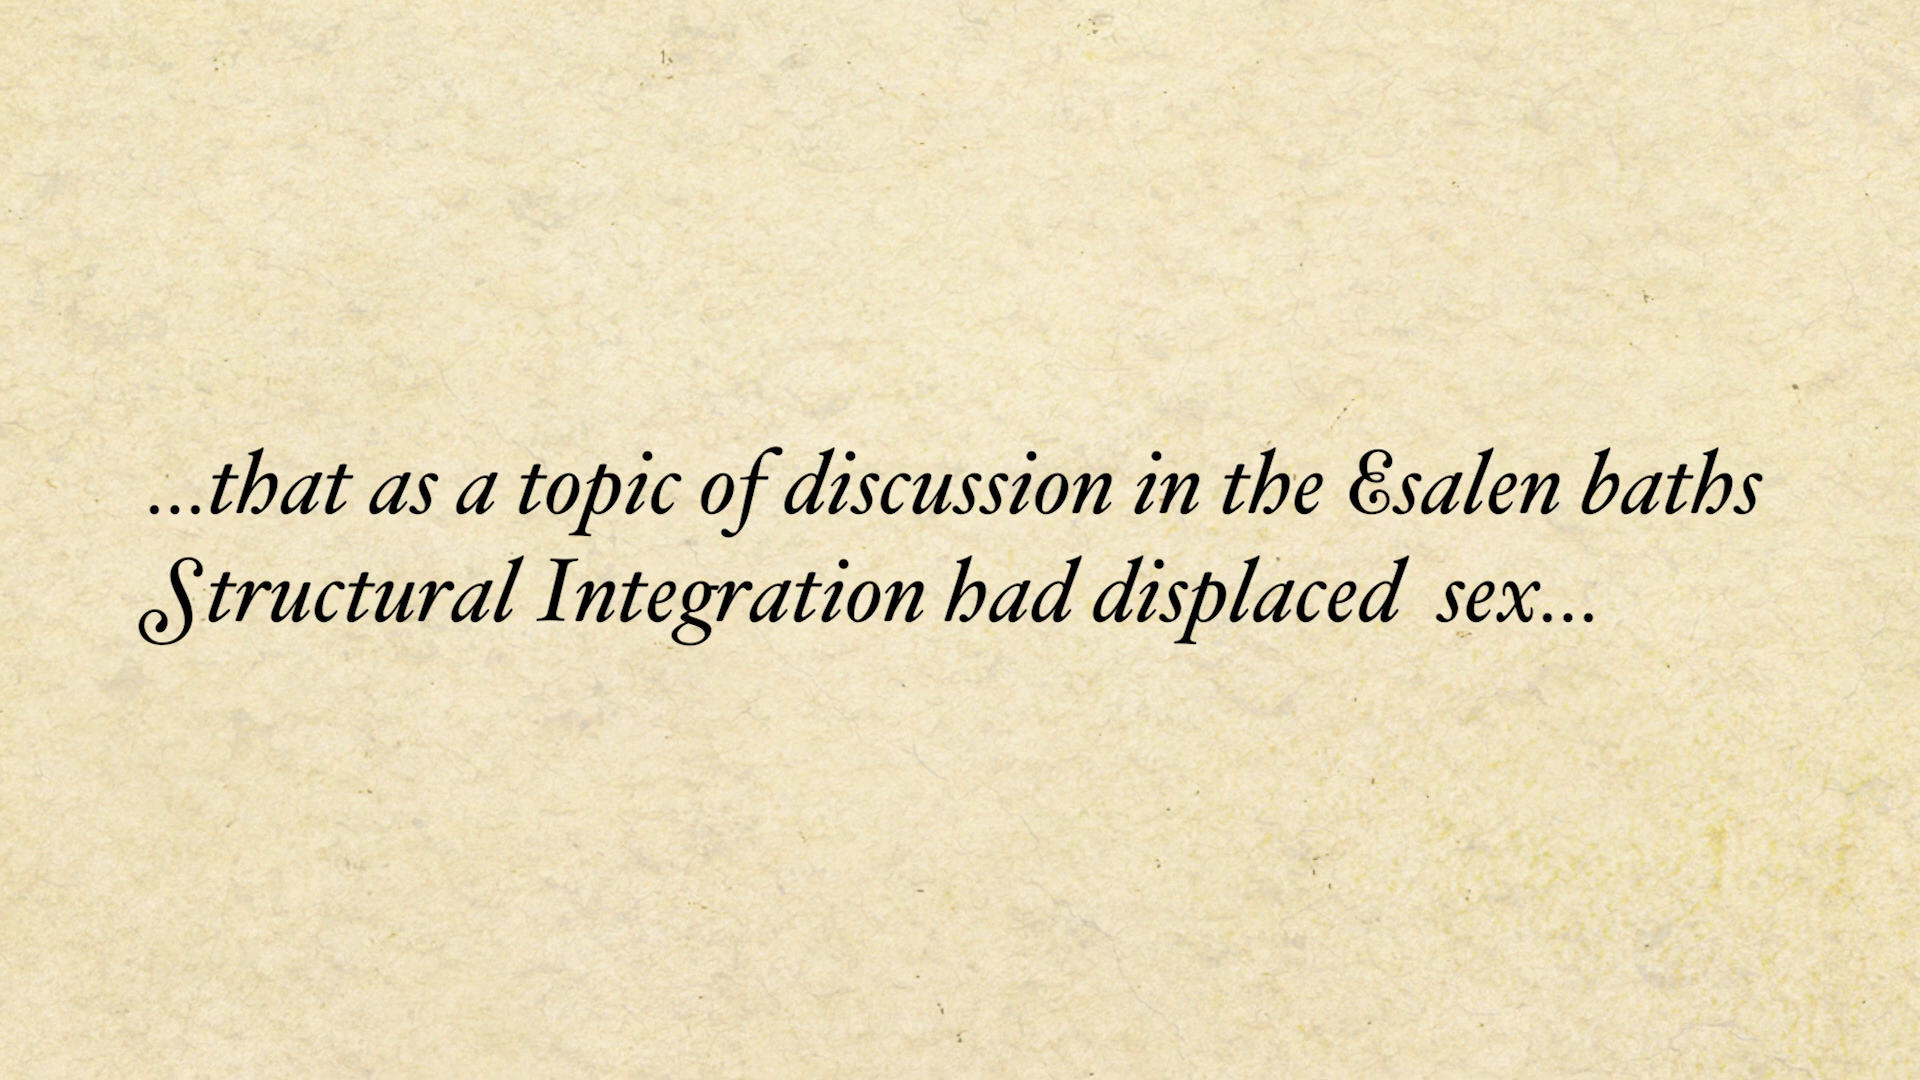 ...that as a topic of discussion in the Esalen baths
Structural Integration had displaced  sex...